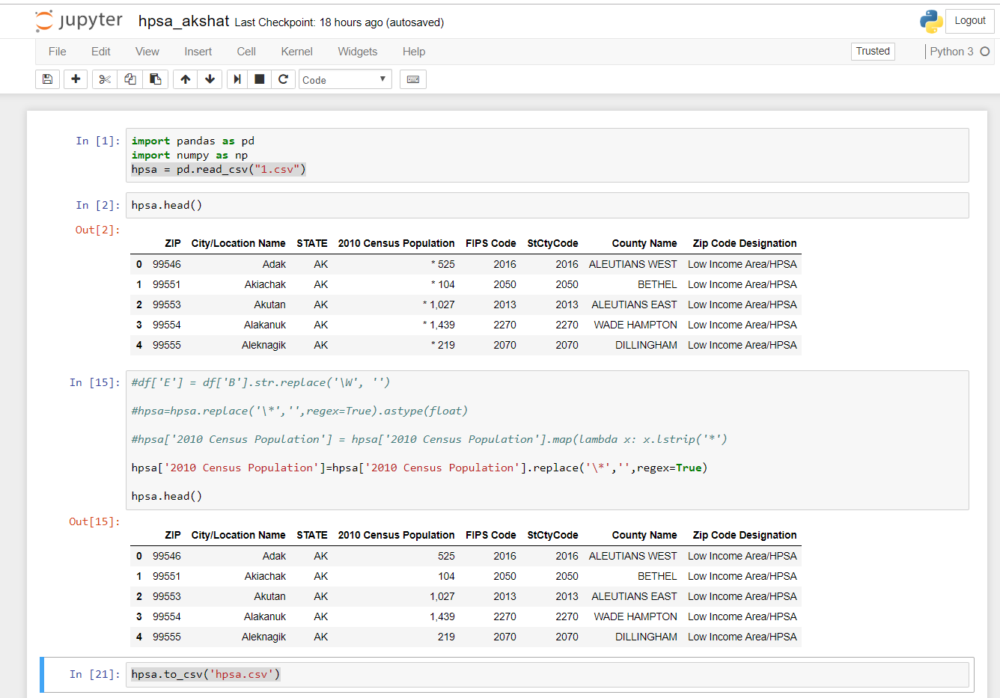 jupyter hpsa_akshat Last Checkpoint: 18 hours ago (autosaved) Logout
File Edit View Insert Cell Kernel Widgets Help Trusted Python 3
Code
In [1]: import pandas as pd
import numpy as np
hpsa = pd.read_csv("1.csv")
In [2]: hpsa.head()
Out[2]:
ZIP City/Location Name STATE 2010 Census Population FIPS Code StCtyCode County Name Zip Code Designation
0 99546 Adak AK * 525 2016 2016 ALEUTIANS WEST Low Income Area/HPSA
1 99551 Akiachak AK * 104 2050 2050 BETHEL Low Income Area/HPSA
2 99553 Akutan AK * 1,027 2013 2013 ALEUTIANS EAST Low Income Area/HPSA
3 99554 Alakanuk AK * 1,439 2270 2270 WADE HAMPTON Low Income Area/HPSA
4 99555 Aleknagik AK * 219 2070 2070 DILLINGHAM Low Income Area/HPSA
In [15]: #df['E'] = df['B'].str.replace('\W', '')
#hpsa=hpsa.replace('\*','',regex=True).astype(float)
#hpsa['2010 Census Population'] = hpsa['2010 Census Population'].map(lambda x: x.lstrip('*')
hpsa['2010 Census Population']=hpsa['2010 Census Population'].replace('\*','',regex=True)
hpsa.head()
Out[15]:
ZIP City/Location Name STATE 2010 Census Population FIPS Code StCtyCode County Name Zip Code Designation
0 99546 Adak AK 525 2016 2016 ALEUTIANS WEST Low Income Area/HPSA
1 99551 Akiachak AK 104 2050 2050 BETHEL Low Income Area/HPSA
2 99553 Akutan AK 1,027 2013 2013 ALEUTIANS EAST Low Income Area/HPSA
3 99554 Alakanuk AK 1,439 2270 2270 WADE HAMPTON Low Income Area/HPSA
4 99555 Aleknagik AK 219 2070 2070 DILLINGHAM Low Income Area/HPSA
In [21]: hpsa.to_csv('hpsa.csv')